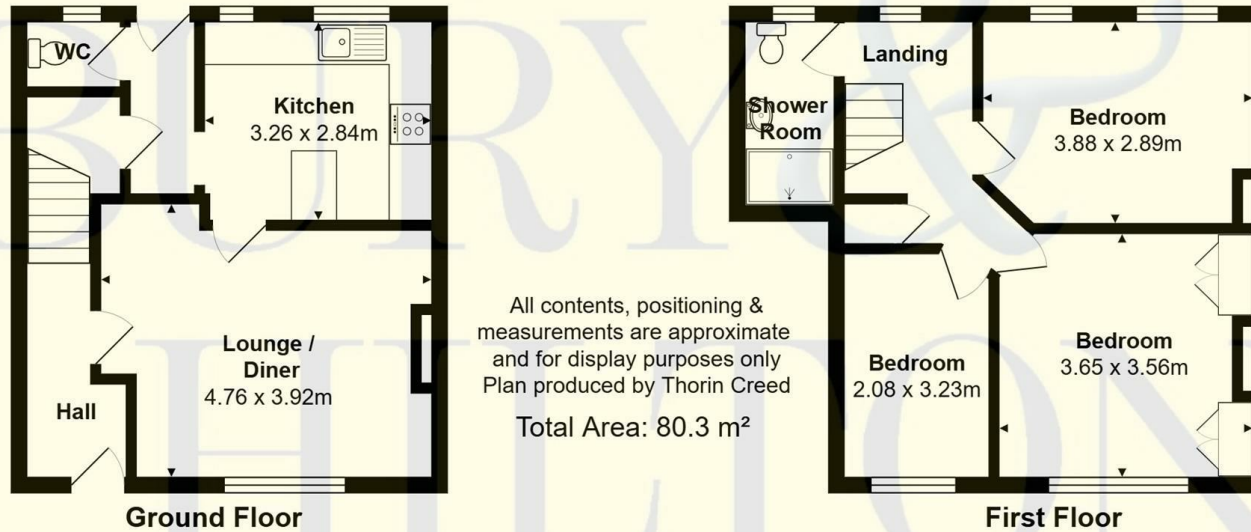 WC
Kitchen
3.26 x 2.84m
Lounge /
Diner
4.76 x 3.92m
Hall
Ground Floor
All contents, positioning &
measurements are approximate
and for display purposes only
Plan produced by Thorin Creed
Total Area: 80.3 m²
Landing
Shower
Room
Bedroom
3.88 x 2.89m
Bedroom
2.08 x 3.23m
Bedroom
3.65 x 3.56m
First Floor
BURY &
HILTON